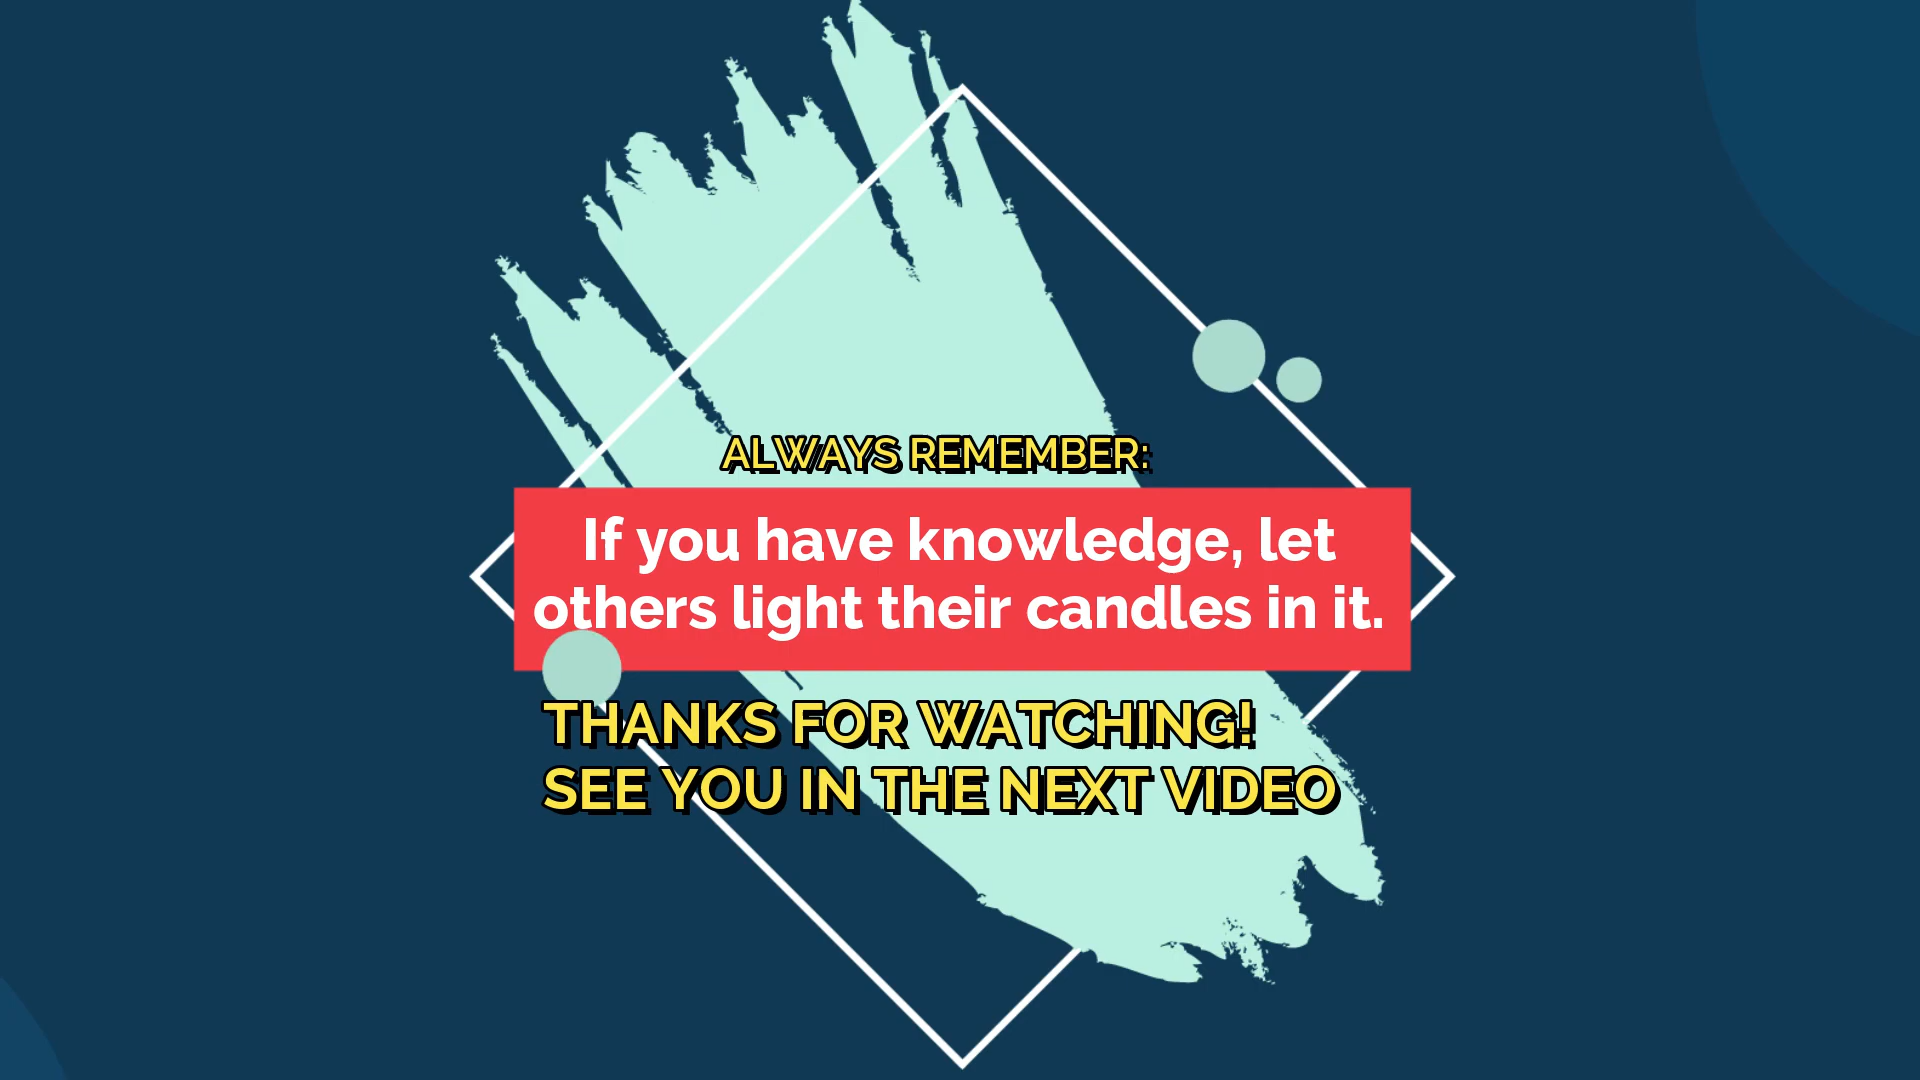 ALWAYS REMEMBER:
If you have knowledge, let
others light their candles in it.
THANKS FOR WATCHING!
SEE YOU IN THE NEXT VIDEO